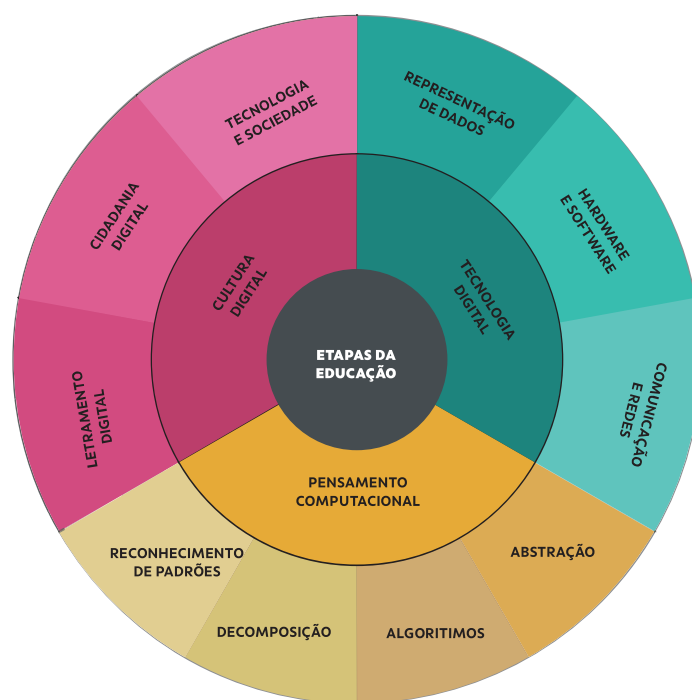 TECNOLOGIA
E SOCIEDADE
REPRESENTAÇÃO
DE DADOS
CIDADANIA
DIGITAL
HARDWARE
E SOFTWARE
CULTURA
DIGITAL
TECNOLOGIA
DIGITAL
ETAPAS DA
EDUCAÇÃO
LETRAMENTO
DIGITAL
COMUNICAÇÃO
E REDES
PENSAMENTO
COMPUTACIONAL
RECONHECIMENTO
DE PADRÕES
ABSTRAÇÃO
DECOMPOSIÇÃO
ALGORITIMOS